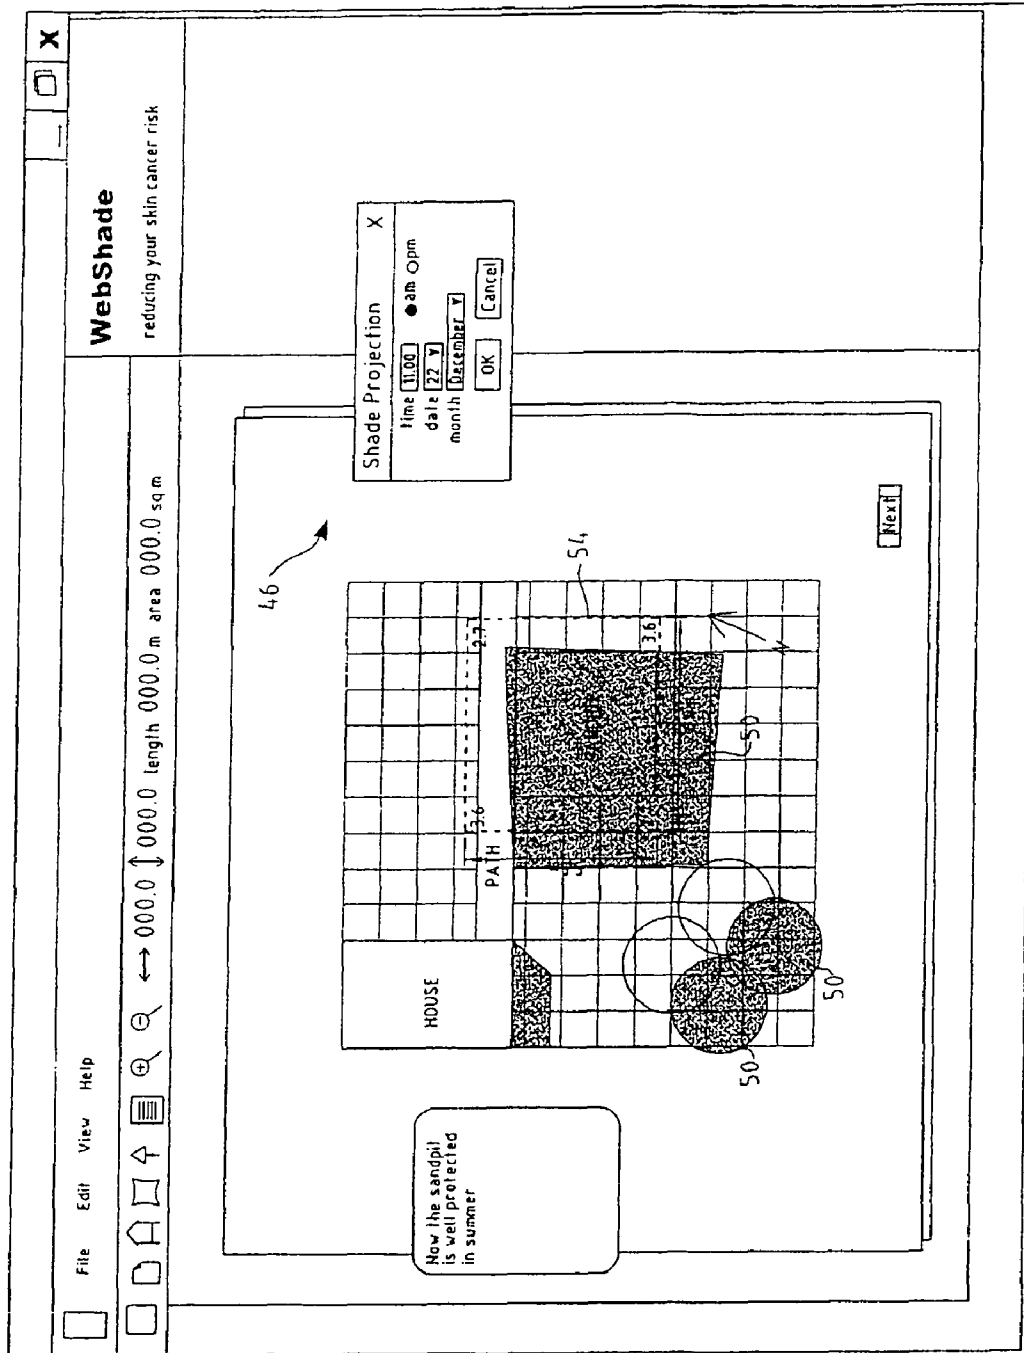 X
WebShade
reducing your skin cancer risk
File Edit View Help
000.0 000.0 length 000.0 m area 000.0 sq m
46
Shade Projection X
time 11.00 am pm
date 22
month December
OK Cancel
54
2.7
3.6
3.6
PATH
HOUSE
N
50
50
50
Now the sandpit
is well protected
in summer
Next